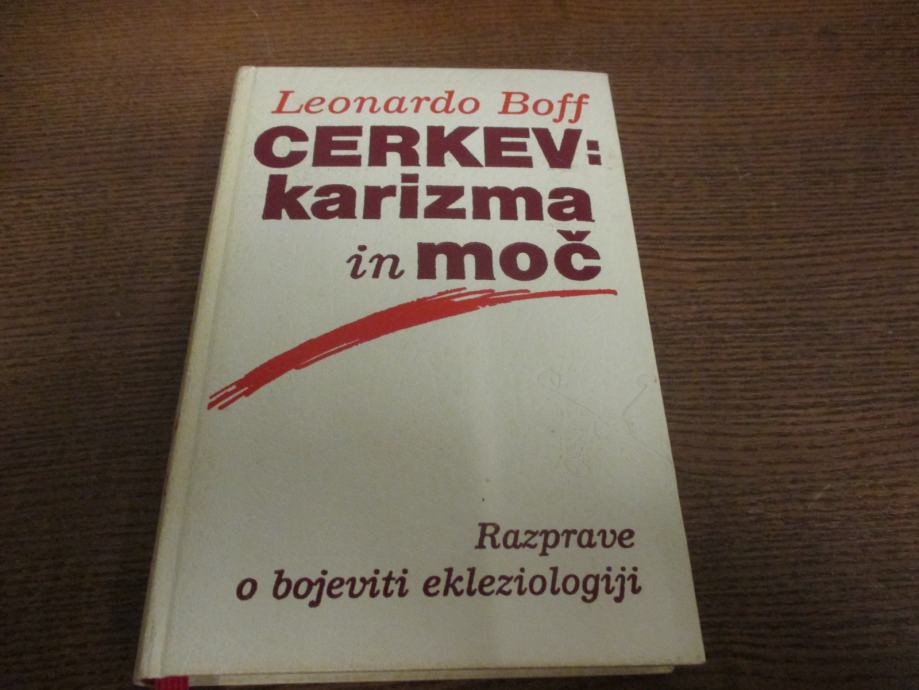 Leonardo Boff
CERKEV:
karizma
in moč
Razprave
o bojeviti ekleziologiji